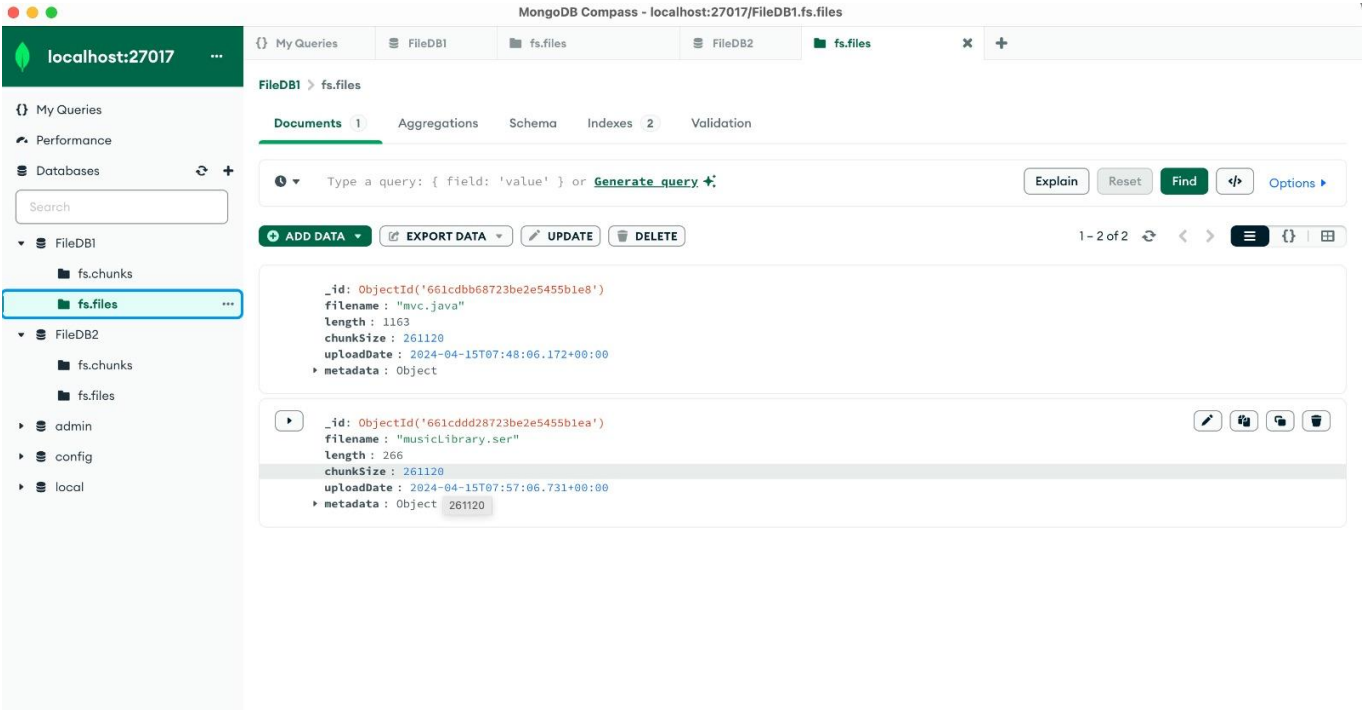 MongoDB Compass - localhost:27017/FileDB1.fs.files
localhost:27017 ...
{} My Queries
Performance
Databases
Search
FileDB1
fs.chunks
fs.files ...
FileDB2
fs.chunks
fs.files
admin
config
local
{} My Queries FileDB1 fs.files FileDB2 fs.files
FileDB1 > fs.files
Documents 1 Aggregations Schema Indexes 2 Validation
Type a query: { field: 'value' } or Generate query Explain Reset Find </> Options
ADD DATA EXPORT DATA UPDATE DELETE 1 – 2 of 2 {}
_id: ObjectId('661cdbb68723be2e5455b1e8')
filename : "mvc.java"
length : 1163
chunkSize : 261120
uploadDate : 2024-04-15T07:48:06.172+00:00
metadata : Object
_id: ObjectId('661cddd28723be2e5455b1ea')
filename : "musicLibrary.ser"
length : 266
chunkSize : 261120
uploadDate : 2024-04-15T07:57:06.731+00:00
metadata : Object 261120